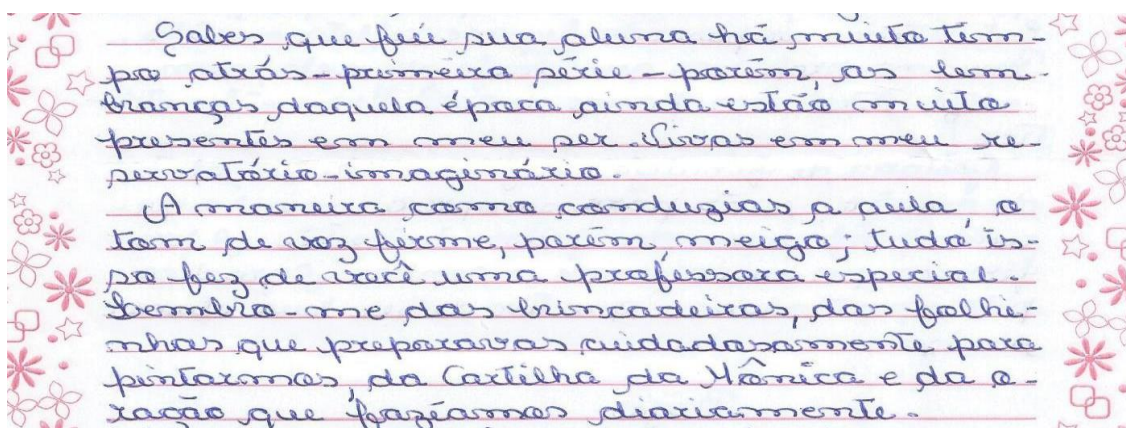 Sabes que fui sua aluna há muito tem-
po atrás - primeira série - porém, as lem-
branças daquela época ainda estão muito
presentes em meu ser. Vivas em meu re-
servatório-imaginário.
A maneira como conduzias a aula, o
tom de voz firme, porém meigo; tudo is-
so fez de você uma professora especial.
Lembro-me das brincadeiras, das folhi-
nhas que preparavas cuidadosamente para
pintarmos, da Cartilha da Mônica e da o-
ração que fazíamos diariamente.